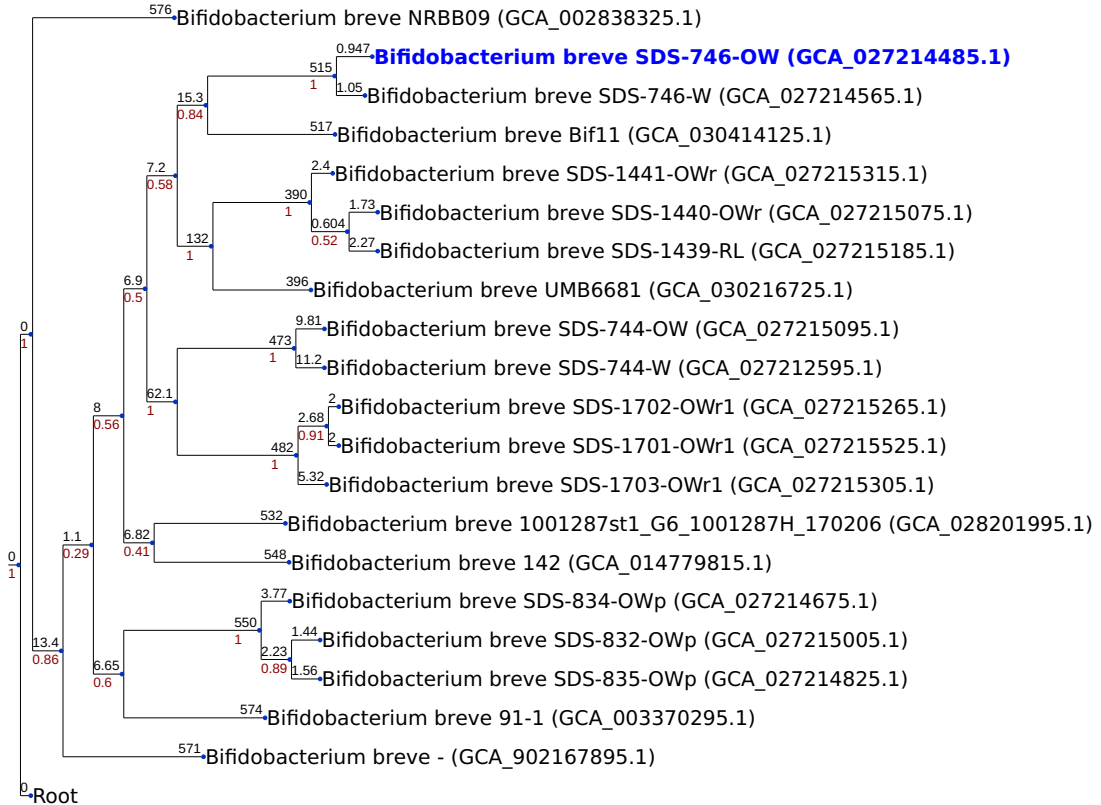 576
Bifidobacterium breve NRBB09 (GCA_002838325.1)
0.947
Bifidobacterium breve SDS-746-OW (GCA_027214485.1)
515
1
1.05
Bifidobacterium breve SDS-746-W (GCA_027214565.1)
15.3
0.84
517
Bifidobacterium breve Bif11 (GCA_030414125.1)
7.2
0.58
2.4
Bifidobacterium breve SDS-1441-OWr (GCA_027215315.1)
390
1
1.73
Bifidobacterium breve SDS-1440-OWr (GCA_027215075.1)
0.604
0.52
2.27
Bifidobacterium breve SDS-1439-RL (GCA_027215185.1)
132
1
396
Bifidobacterium breve UMB6681 (GCA_030216725.1)
6.9
0.5
9.81
Bifidobacterium breve SDS-744-OW (GCA_027215095.1)
0
1
473
1
11.2
Bifidobacterium breve SDS-744-W (GCA_027212595.1)
62.1
1
2
Bifidobacterium breve SDS-1702-OWr1 (GCA_027215265.1)
8
0.56
2.68
0.91
2
Bifidobacterium breve SDS-1701-OWr1 (GCA_027215525.1)
482
1
5.32
Bifidobacterium breve SDS-1703-OWr1 (GCA_027215305.1)
532
Bifidobacterium breve 1001287st1_G6_1001287H_170206 (GCA_028201995.1)
1.1
0.29
6.82
0.41
548
Bifidobacterium breve 142 (GCA_014779815.1)
0
1
3.77
Bifidobacterium breve SDS-834-OWp (GCA_027214675.1)
550
1
1.44
Bifidobacterium breve SDS-832-OWp (GCA_027215005.1)
13.4
0.86
2.23
0.89
6.65
0.6
1.56
Bifidobacterium breve SDS-835-OWp (GCA_027214825.1)
574
Bifidobacterium breve 91-1 (GCA_003370295.1)
571
Bifidobacterium breve - (GCA_902167895.1)
0
Root